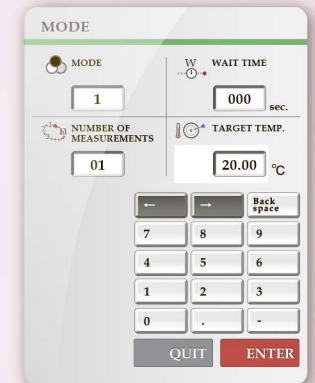 MODE
MODE
1
W WAIT TIME
000 sec.
NUMBER OF
MEASUREMENTS
01
TARGET TEMP.
20.00 °C
← → Back
space
7 8 9
4 5 6
1 2 3
0 . -
QUIT ENTER